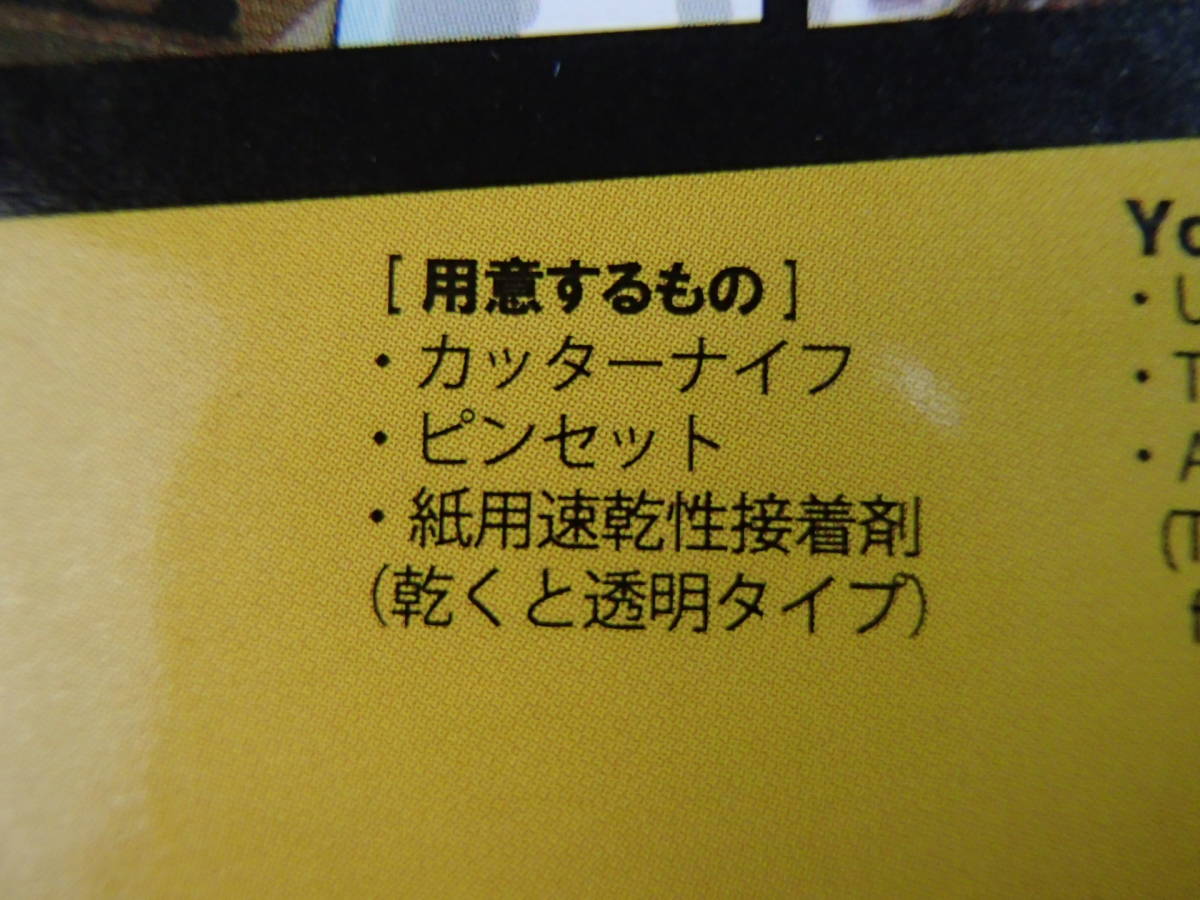 [ 用意するもの ]
・カッターナイフ
・ピンセット
・紙用速乾性接着剤
(乾くと透明タイプ)